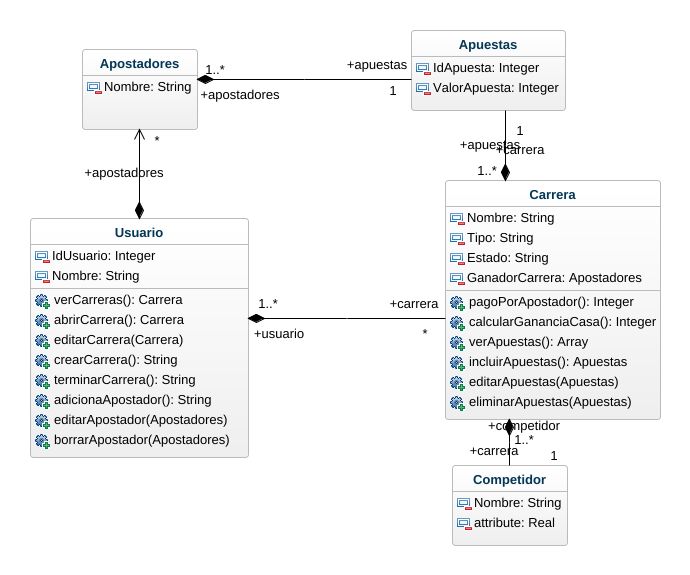 Apostadores
Nombre: String
1..*
+apostadores
+apuestas
1
Apuestas
IdApuesta: Integer
ValorApuesta: Integer
*
+apostadores
1
+apuestas
+carrera
1..*
Usuario
IdUsuario: Integer
Nombre: String
verCarreras(): Carrera
abrirCarrera(): Carrera
editarCarrera(Carrera)
crearCarrera(): String
terminarCarrera(): String
adicionaApostador(): String
editarApostador(Apostadores)
borrarApostador(Apostadores)
1..*
+usuario
+carrera
*
Carrera
Nombre: String
Tipo: String
Estado: String
GanadorCarrera: Apostadores
pagoPorApostador(): Integer
calcularGananciaCasa(): Integer
verApuestas(): Array
incluirApuestas(): Apuestas
editarApuestas(Apuestas)
eliminarApuestas(Apuestas)
+competidor
1..*
+carrera
1
Competidor
Nombre: String
attribute: Real